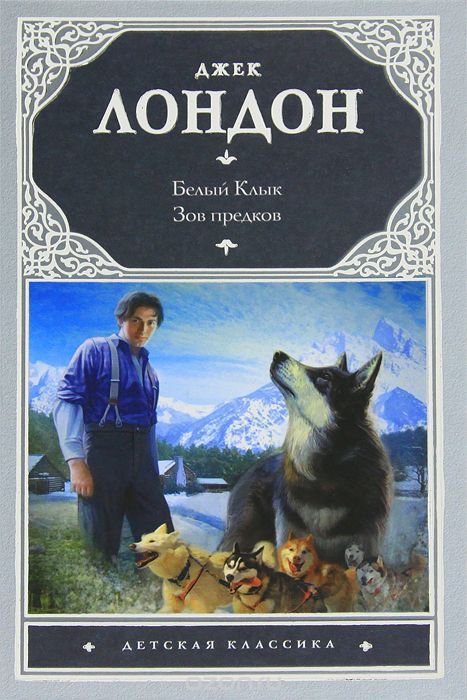 ДЖЕК
ЛОНДОН
Белый Клык
Зов предков
ДЕТСКАЯ КЛАССИКА